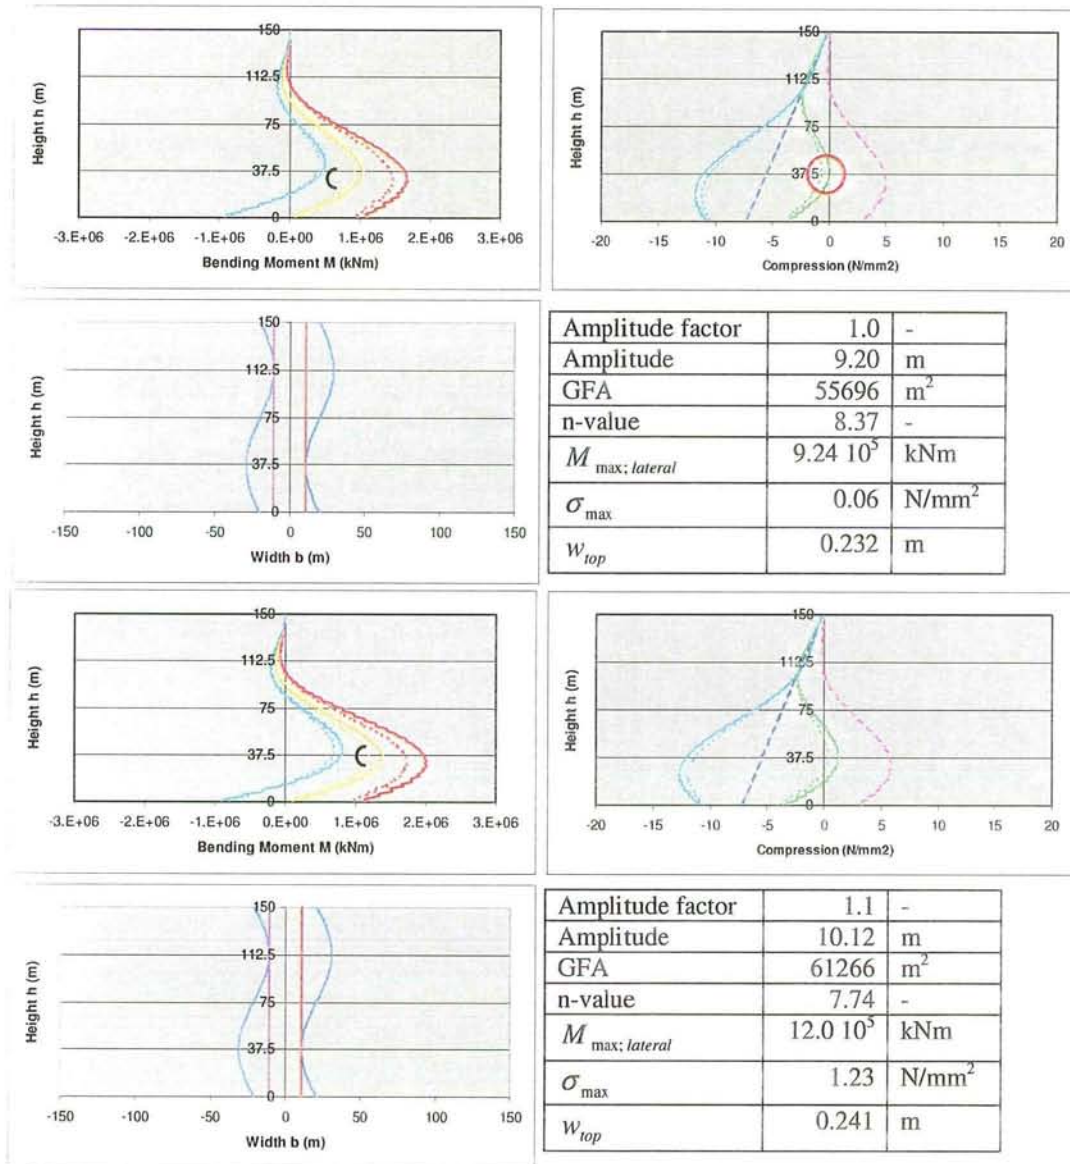 150
112.5
75
37.5
0
Height h (m)
-3.E+06 -2.E+06 -1.E+06 0.E+00 1.E+06 2.E+06 3.E+06
Bending Moment M (kNm)
150
112.5
75
37.5
0
Height h (m)
-20 -15 -10 -5 0 5 10 15 20
Compression (N/mm2)
150
112.5
75
37.5
0
Height h (m)
-150 -100 -50 0 50 100 150
Width b (m)
Amplitude factor 1.0 -
Amplitude 9.20 m
GFA 55696 m²
n-value 8.37 -
M max; lateral 9.24 10⁵ kNm
σ max 0.06 N/mm²
w top 0.232 m
150
112.5
75
37.5
0
Height h (m)
-3.E+06 -2.E+06 -1.E+06 0.E+00 1.E+06 2.E+06 3.E+06
Bending Moment M (kNm)
150
112.5
75
37.5
0
Height h (m)
-20 -15 -10 -5 0 5 10 15 20
Compression (N/mm2)
150
112.5
75
37.5
0
Height h (m)
-150 -100 -50 0 50 100 150
Width b (m)
Amplitude factor 1.1 -
Amplitude 10.12 m
GFA 61266 m²
n-value 7.74 -
M max; lateral 12.0 10⁵ kNm
σ max 1.23 N/mm²
w top 0.241 m